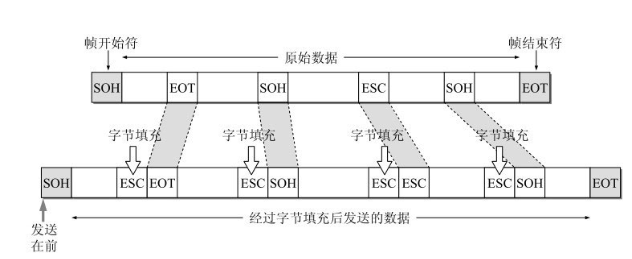 帧开始符 原始数据 帧结束符
SOH EOT SOH ESC SOH EOT
字节填充 字节填充 字节填充 字节填充
SOH ESC EOT ESC SOH ESC ESC ESC SOH EOT
经过字节填充后发送的数据
发送
在前